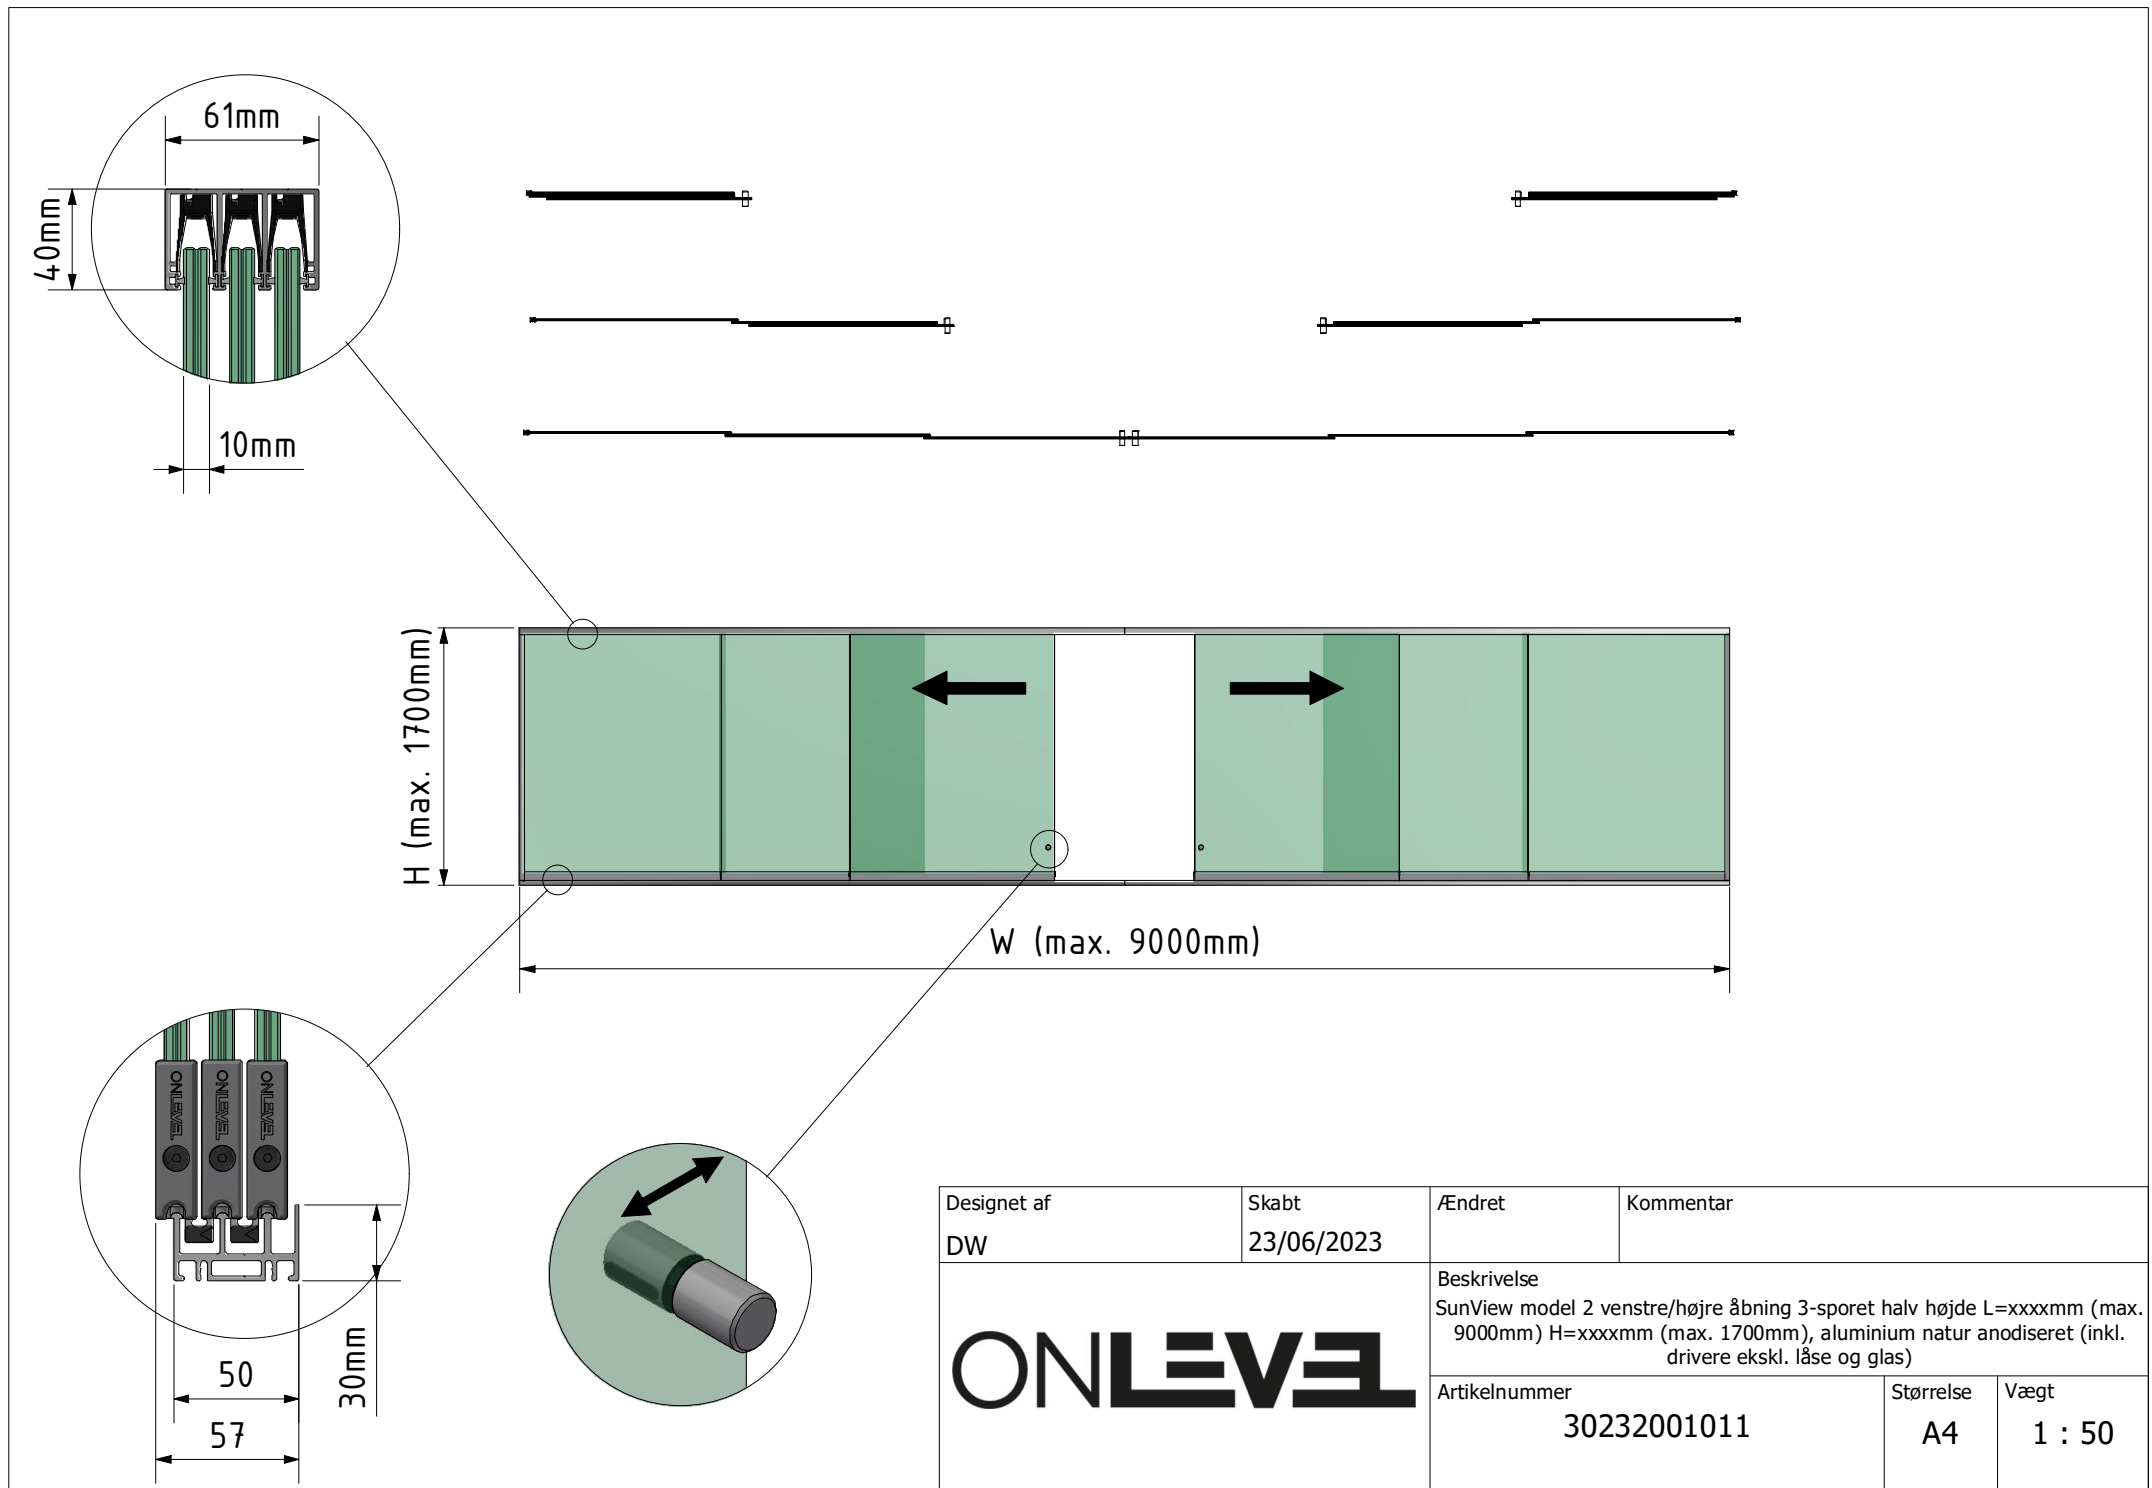 61mm
40mm
10mm
H (max. 1700mm)
W (max. 9000mm)
ONLEVEL
ONLEVEL
ONLEVEL
30mm
50
57
Designet af
DW
Skabt
23/06/2023
Ændret
Kommentar
ONLEVEL
Beskrivelse
SunView model 2 venstre/højre åbning 3-sporet halv højde L=xxxxmm (max.
9000mm) H=xxxxmm (max. 1700mm), aluminium natur anodiseret (inkl.
drivere ekskl. låse og glas)
Artikelnummer
30232001011
Størrelse
A4
Vægt
1 : 50